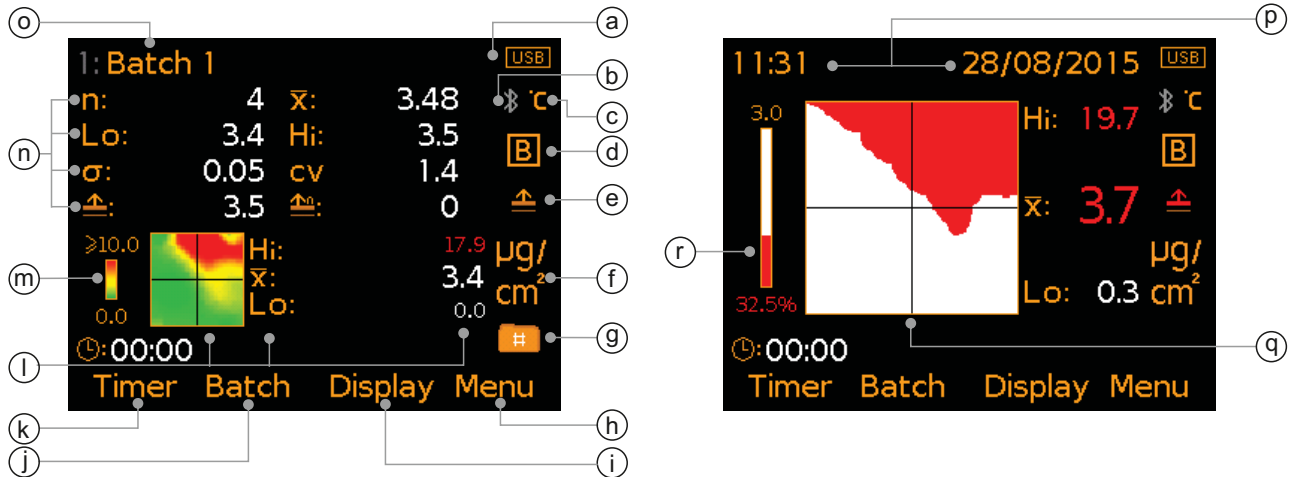 o
a
b
c
d
e
f
g
h
i
j
k
l
m
n
1: Batch 1
USB
n: 4 x̅: 3.48
°C
Lo: 3.4 Hi: 3.5
B
σ: 0.05 cv 1.4
: 3.5 n: 0
≥10.0
0.0
Hi: 17.9
x̅: 3.4
Lo: 0.0
µg/
cm²
#
: 00:00
Timer Batch Display Menu
p
q
r
11:31 28/08/2015 USB
°C
3.0
Hi: 19.7
B
x̅: 3.7
µg/
cm²
Lo: 0.3
32.5%
: 00:00
Timer Batch Display Menu